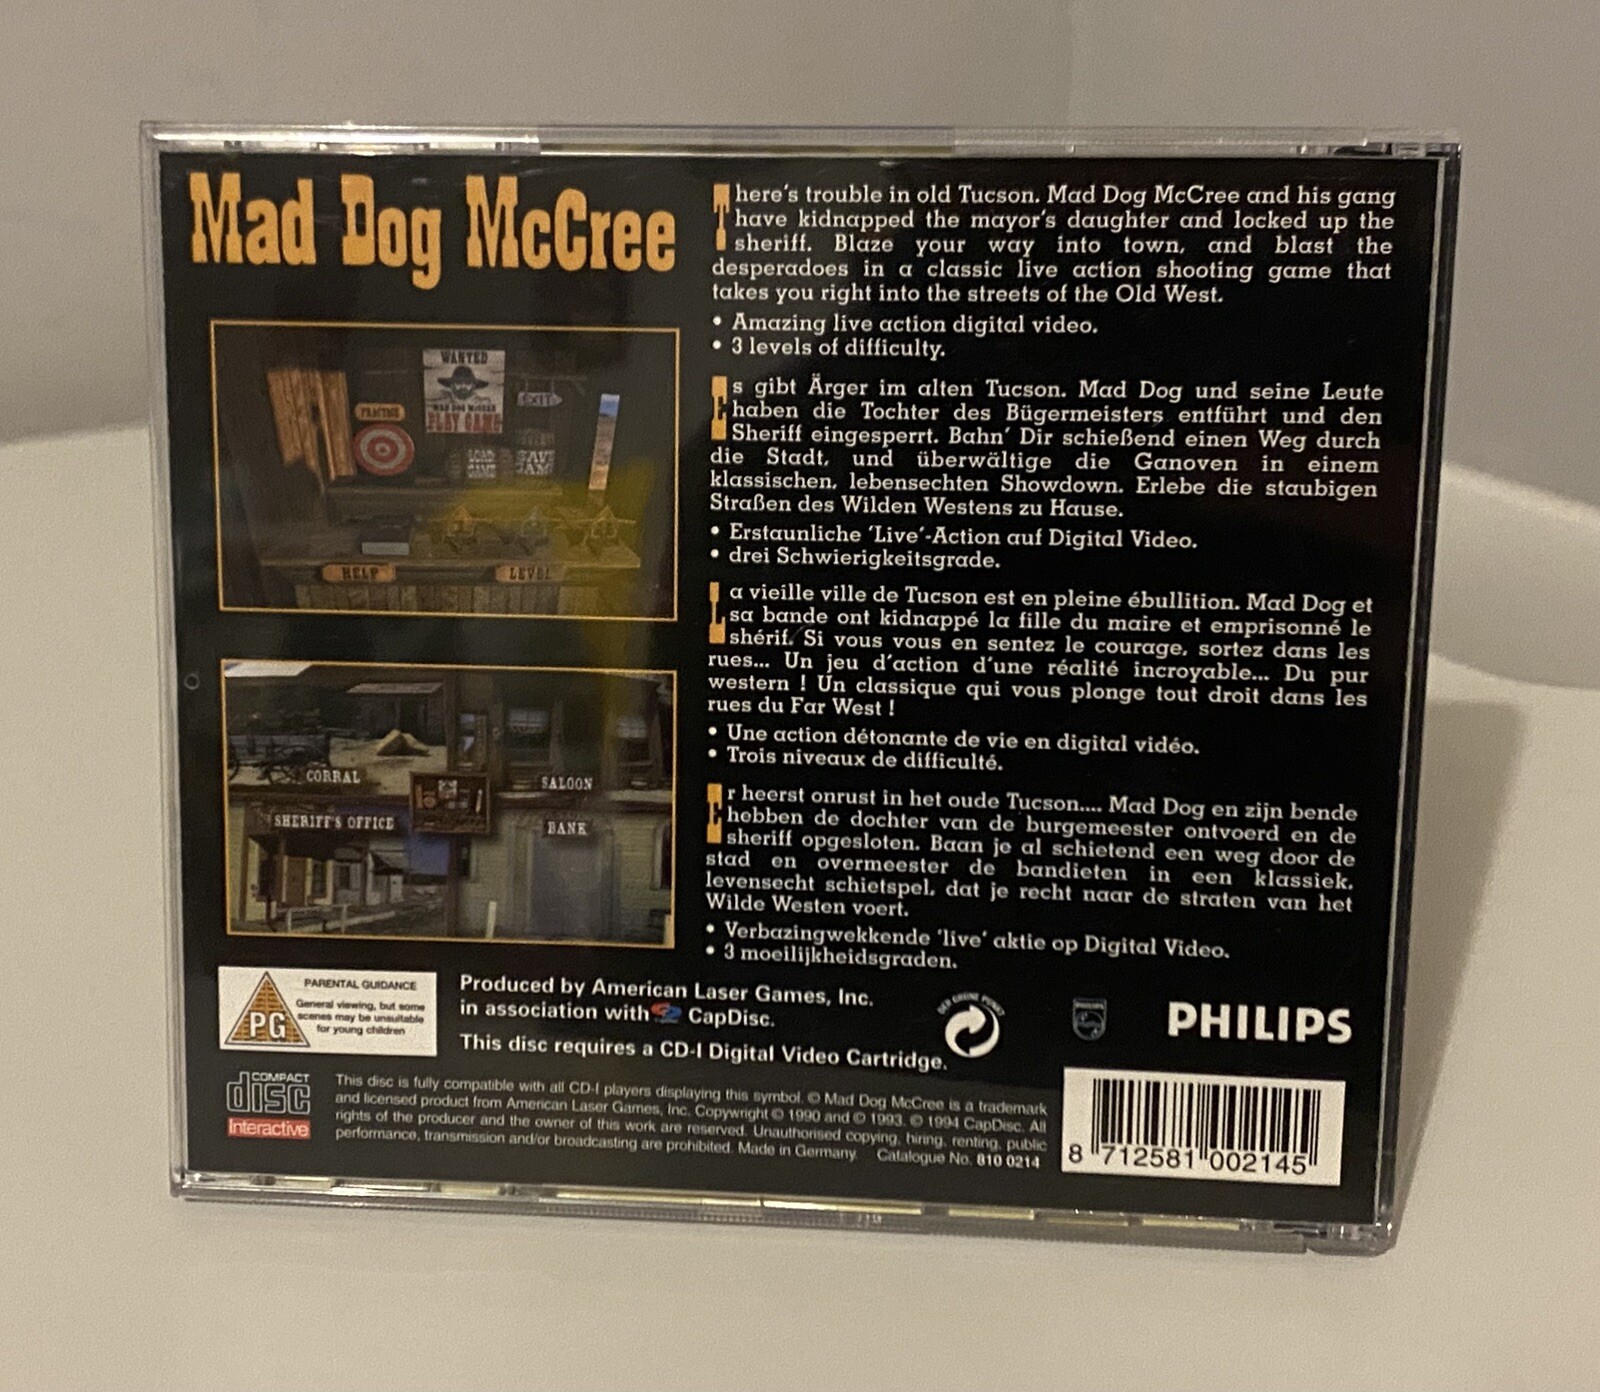 Mad Dog McCree
There's trouble in old Tucson. Mad Dog McCree and his gang
have kidnapped the mayor's daughter and locked up the
sheriff. Blaze your way into town, and blast the
desperadoes in a classic live action shooting game that
takes you right into the streets of the Old West.
• Amazing live action digital video.
• 3 levels of difficulty.
Es gibt Ärger im alten Tucson. Mad Dog und seine Leute
haben die Tochter des Bügermeisters entführt und den
Sheriff eingesperrt. Bahn' Dir schießend einen Weg durch
die Stadt, und überwältige die Ganoven in einem
klassischen, lebensechten Showdown. Erlebe die staubigen
Straßen des Wilden Westens zu Hause.
• Erstaunliche 'Live'-Action auf Digital Video.
• drei Schwierigkeitsgrade.
La vieille ville de Tucson est en pleine ébullition. Mad Dog et
sa bande ont kidnappé la fille du maire et emprisonné le
shérif. Si vous vous en sentez le courage, sortez dans les
rues... Un jeu d'action d'une réalité incroyable... Du pur
western ! Un classique qui vous plonge tout droit dans les
rues du Far West !
• Une action détonante de vie en digital vidéo.
• Trois niveaux de difficulté.
Er heerst onrust in het oude Tucson.... Mad Dog en zijn bende
hebben de dochter van de burgemeester ontvoerd en de
sheriff opgesloten. Baan je al schietend een weg door de
stad en overmeester de bandieten in een klassiek,
levensecht schietspel, dat je recht naar de straten van het
Wilde Westen voert.
• Verbazingwekkende 'live' aktie op Digital Video.
• 3 moeilijkheidsgraden.
WANTED
MAD DOG MCCREE
PLAY GAME
PRACTICE
EXIT
LOAD
GAME
SAVE
GAME
HELP
LEVEL
CORRAL
SALOON
SHERIFF'S OFFICE
BANK
PG
PARENTAL GUIDANCE
General viewing, but some
scenes may be unsuitable
for young children
Produced by American Laser Games, Inc.
in association with CapDisc.
This disc requires a CD-I Digital Video Cartridge.
DER GRÜNE PUNKT
PHILIPS
PHILIPS
COMPACT
disc
Interactive
This disc is fully compatible with all CD-I players displaying this symbol. © Mad Dog McCree is a trademark
and licensed product from American Laser Games, Inc. Copywright © 1990 and © 1993. © 1994 CapDisc. All
rights of the producer and the owner of this work are reserved. Unauthorised copying, hiring, renting, public
performance, transmission and/or broadcasting are prohibited. Made in Germany. Catalogue No. 810 0214
8 712581 002145